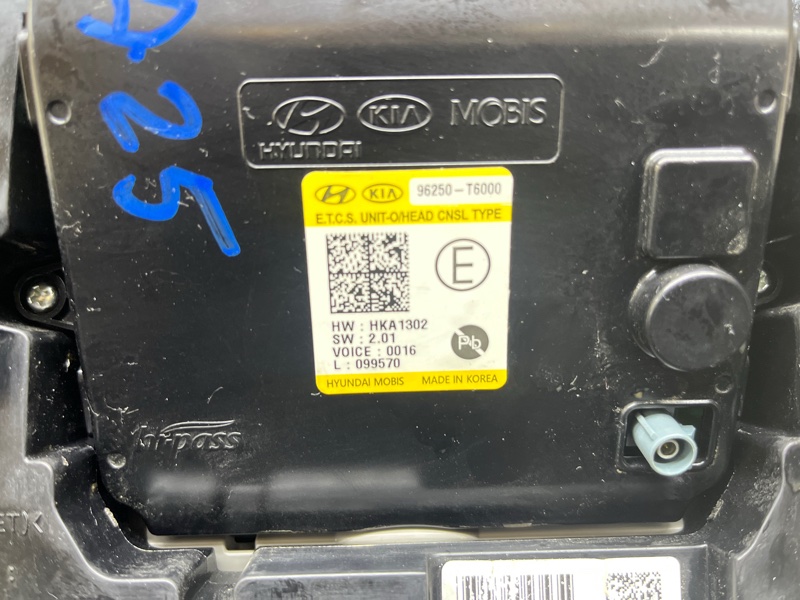 A 25
HYUNDAI KIA MOBIS
KIA 96250-T6000
E.T.C.S. UNIT-O/HEAD CNSL TYPE
E
HW : HKA1302
SW : 2.01
VOICE : 0016
L : 099570
Pb
HYUNDAI MOBIS MADE IN KOREA
hi-pass